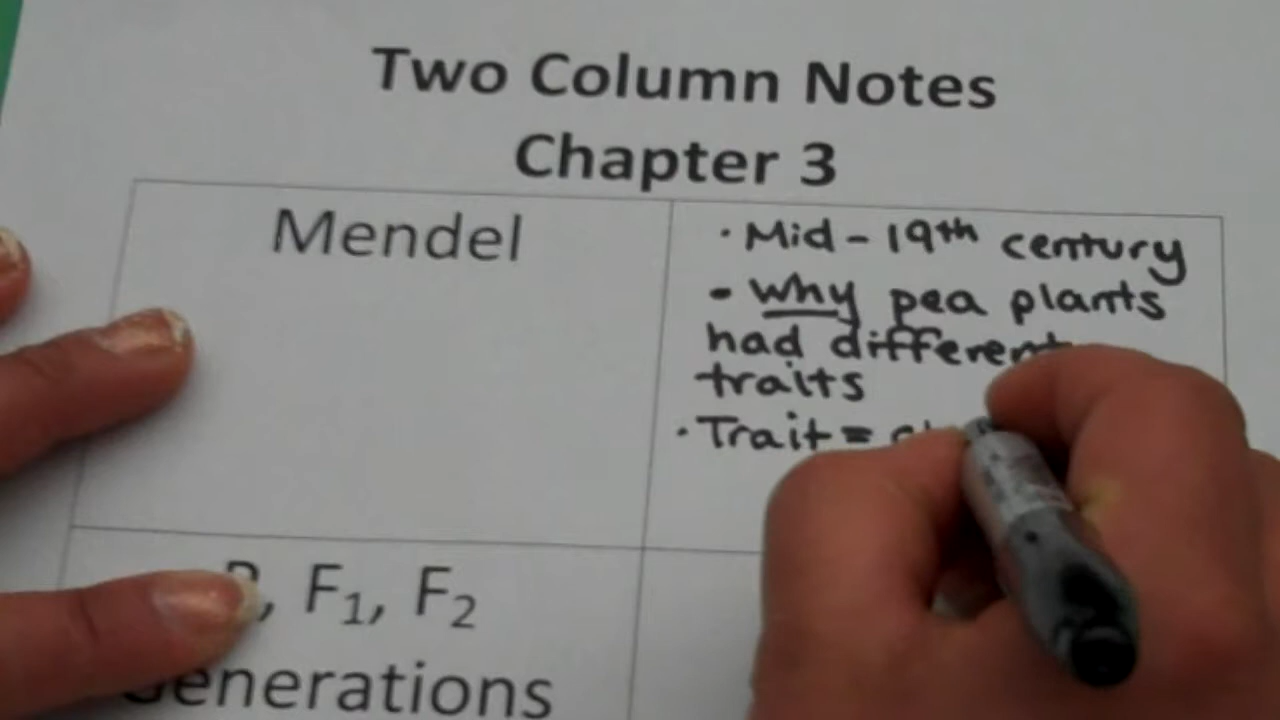 Two Column Notes
Chapter 3
Mendel
• Mid - 19th century
- why pea plants
had different
traits
• Trait =
P, F1, F2
Generations